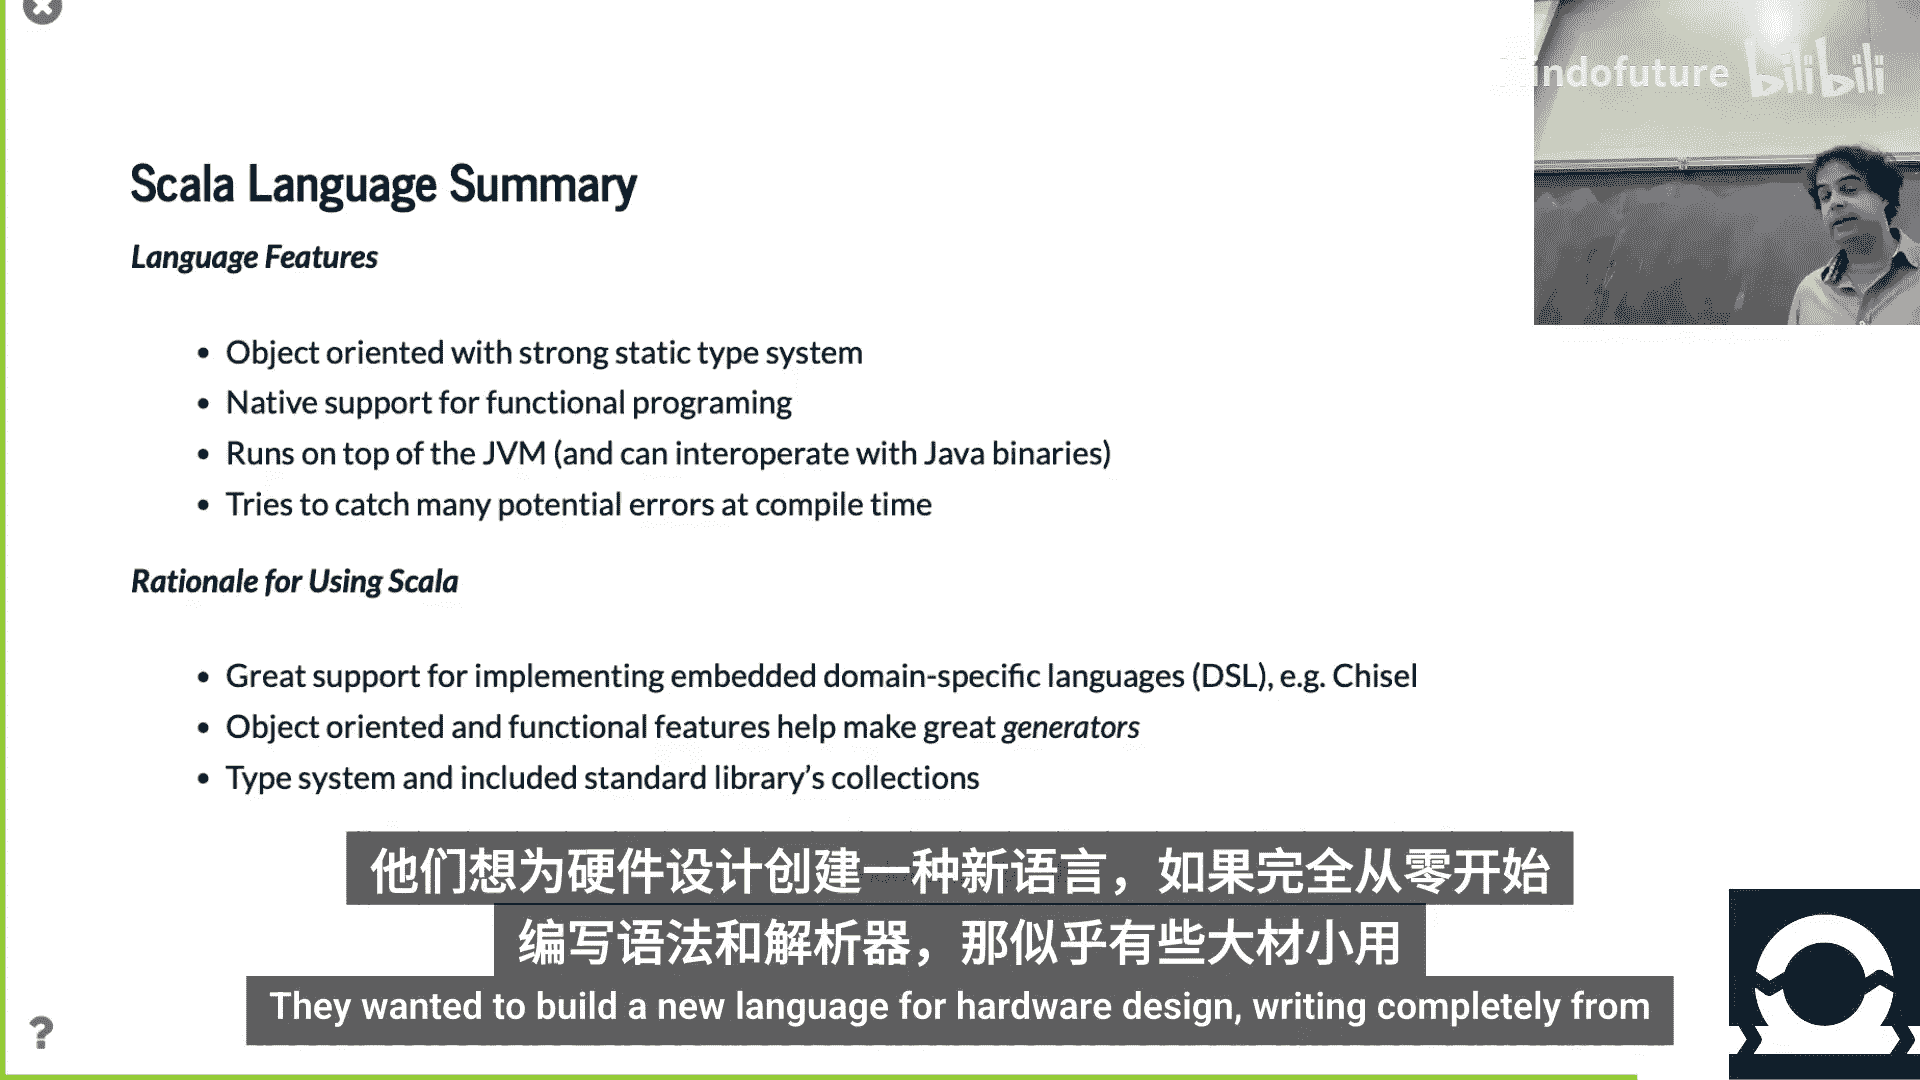 indofuture bilibili
Scala Language Summary
Language Features
• Object oriented with strong static type system
• Native support for functional programing
• Runs on top of the JVM (and can interoperate with Java binaries)
• Tries to catch many potential errors at compile time
Rationale for Using Scala
• Great support for implementing embedded domain-specific languages (DSL), e.g. Chisel
• Object oriented and functional features help make great generators
• Type system and included standard library’s collections
他们想为硬件设计创建一种新语言，如果完全从零开始
编写语法和解析器，那似乎有些大材小用
They wanted to build a new language for hardware design, writing completely from
?